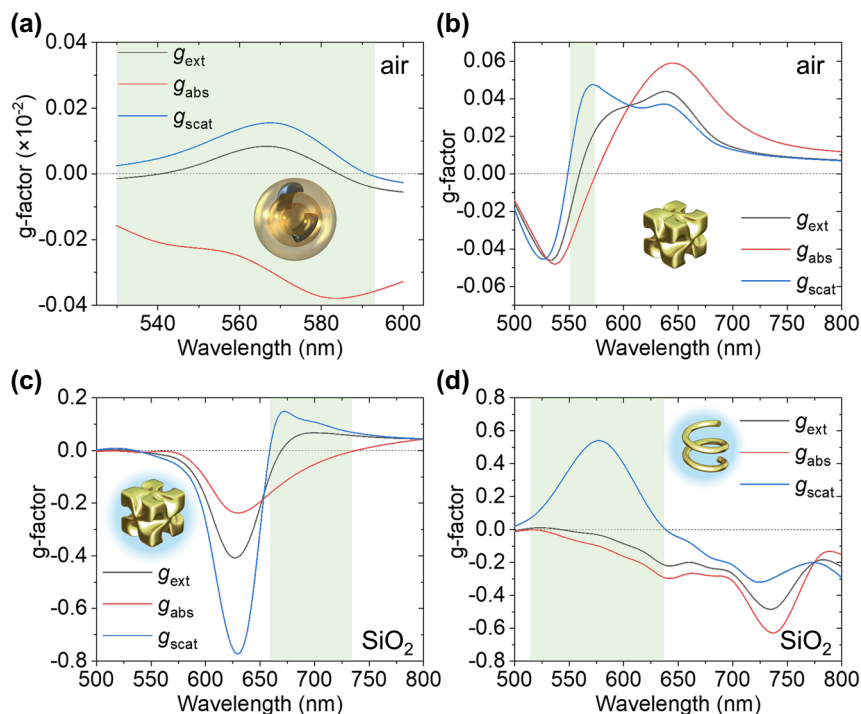 (a)
0.04
0.02
0.00
-0.02
-0.04
g-factor (×10⁻²)
g_ext
g_abs
g_scat
air
540 560 580 600
Wavelength (nm)
(b)
0.06
0.04
0.02
0.00
-0.02
-0.04
-0.06
g-factor
air
g_ext
g_abs
g_scat
500 550 600 650 700 750 800
Wavelength (nm)
(c)
0.2
0.0
-0.2
-0.4
-0.6
-0.8
g-factor
g_ext
g_abs
g_scat
SiO₂
500 550 600 650 700 750 800
Wavelength (nm)
(d)
0.8
0.6
0.4
0.2
0.0
-0.2
-0.4
-0.6
-0.8
g-factor
g_ext
g_abs
g_scat
SiO₂
500 550 600 650 700 750 800
Wavelength (nm)